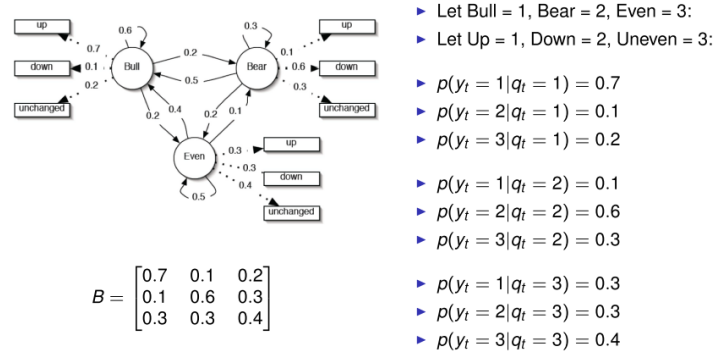 up
down
unchanged
0.7
0.1
0.2
0.6
Bull
0.2
0.5
0.3
Bear
0.1
0.6
0.3
up
down
unchanged
0.2
0.4
0.2
0.1
Even
0.5
0.3
0.3
0.4
up
down
unchanged
B = [0.7 0.1 0.2
0.1 0.6 0.3
0.3 0.3 0.4]
► Let Bull = 1, Bear = 2, Even = 3:
► Let Up = 1, Down = 2, Uneven = 3:
► p(y_t = 1|q_t = 1) = 0.7
► p(y_t = 2|q_t = 1) = 0.1
► p(y_t = 3|q_t = 1) = 0.2
► p(y_t = 1|q_t = 2) = 0.1
► p(y_t = 2|q_t = 2) = 0.6
► p(y_t = 3|q_t = 2) = 0.3
► p(y_t = 1|q_t = 3) = 0.3
► p(y_t = 2|q_t = 3) = 0.3
► p(y_t = 3|q_t = 3) = 0.4